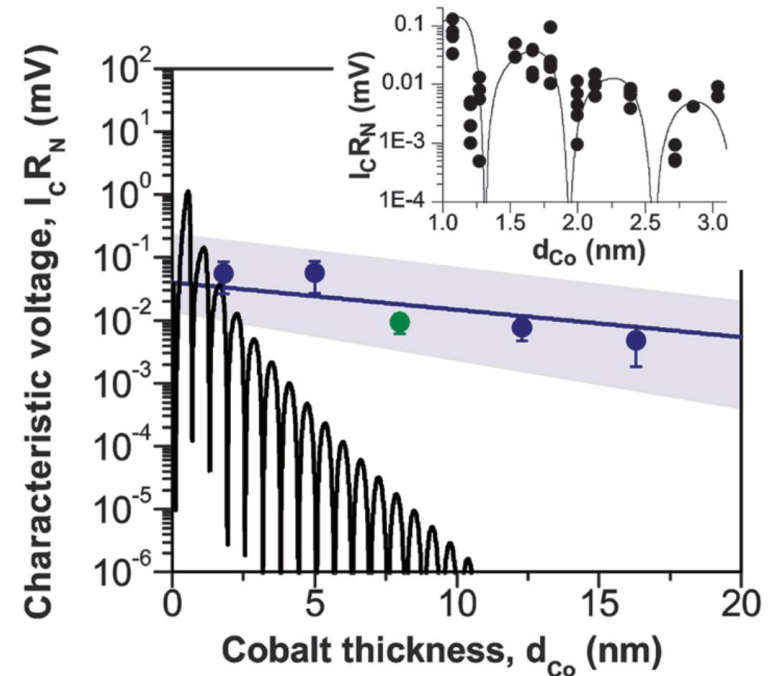 Characteristic voltage, I_CR_N (mV)
10²
10¹
10⁰
10⁻¹
10⁻²
10⁻³
10⁻⁴
10⁻⁵
10⁻⁶
0 5 10 15 20
Cobalt thickness, d_Co (nm)
I_CR_N (mV)
0.1
0.01
1E-3
1E-4
1.0 1.5 2.0 2.5 3.0
d_Co (nm)